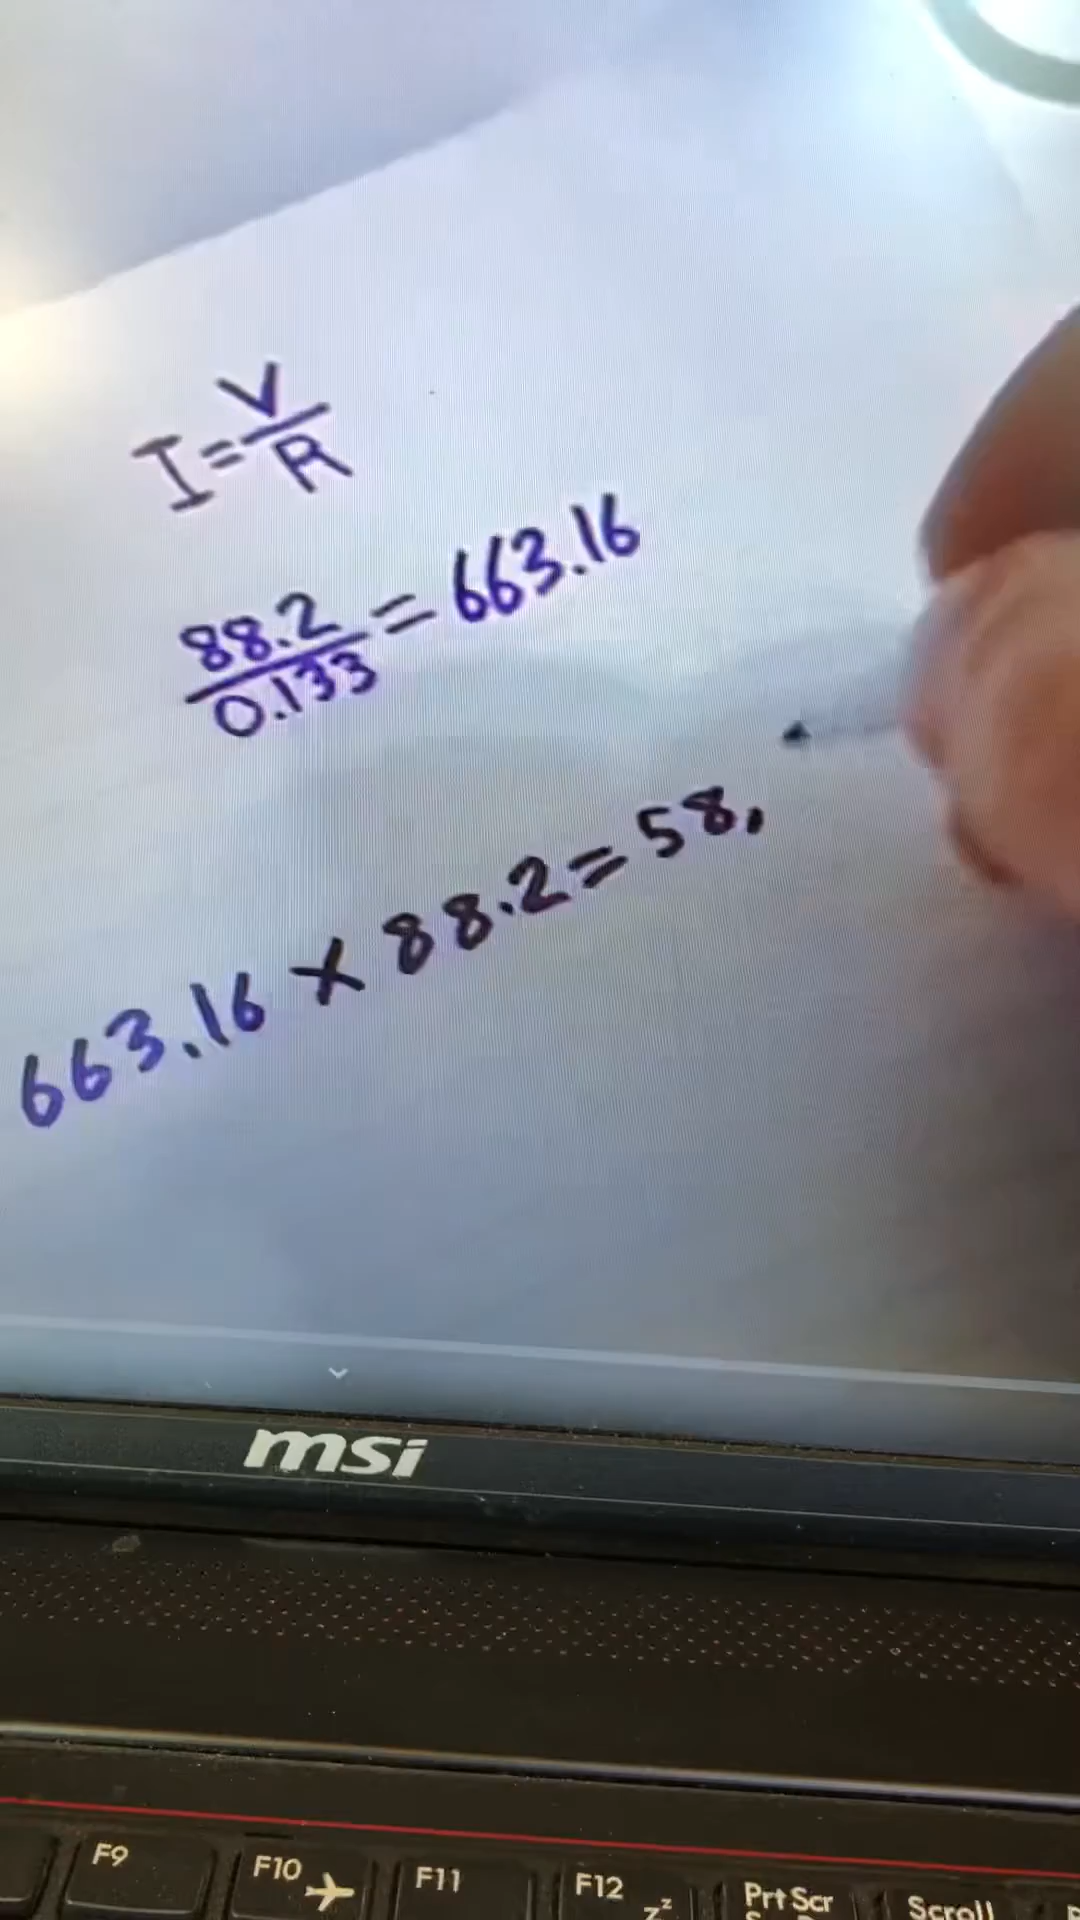 I = V/R
88.2/0.133 = 663.16
663.16 × 88.2 = 58,
msi
F9
F10
F11
F12
zz
Prt Scr
Scroll